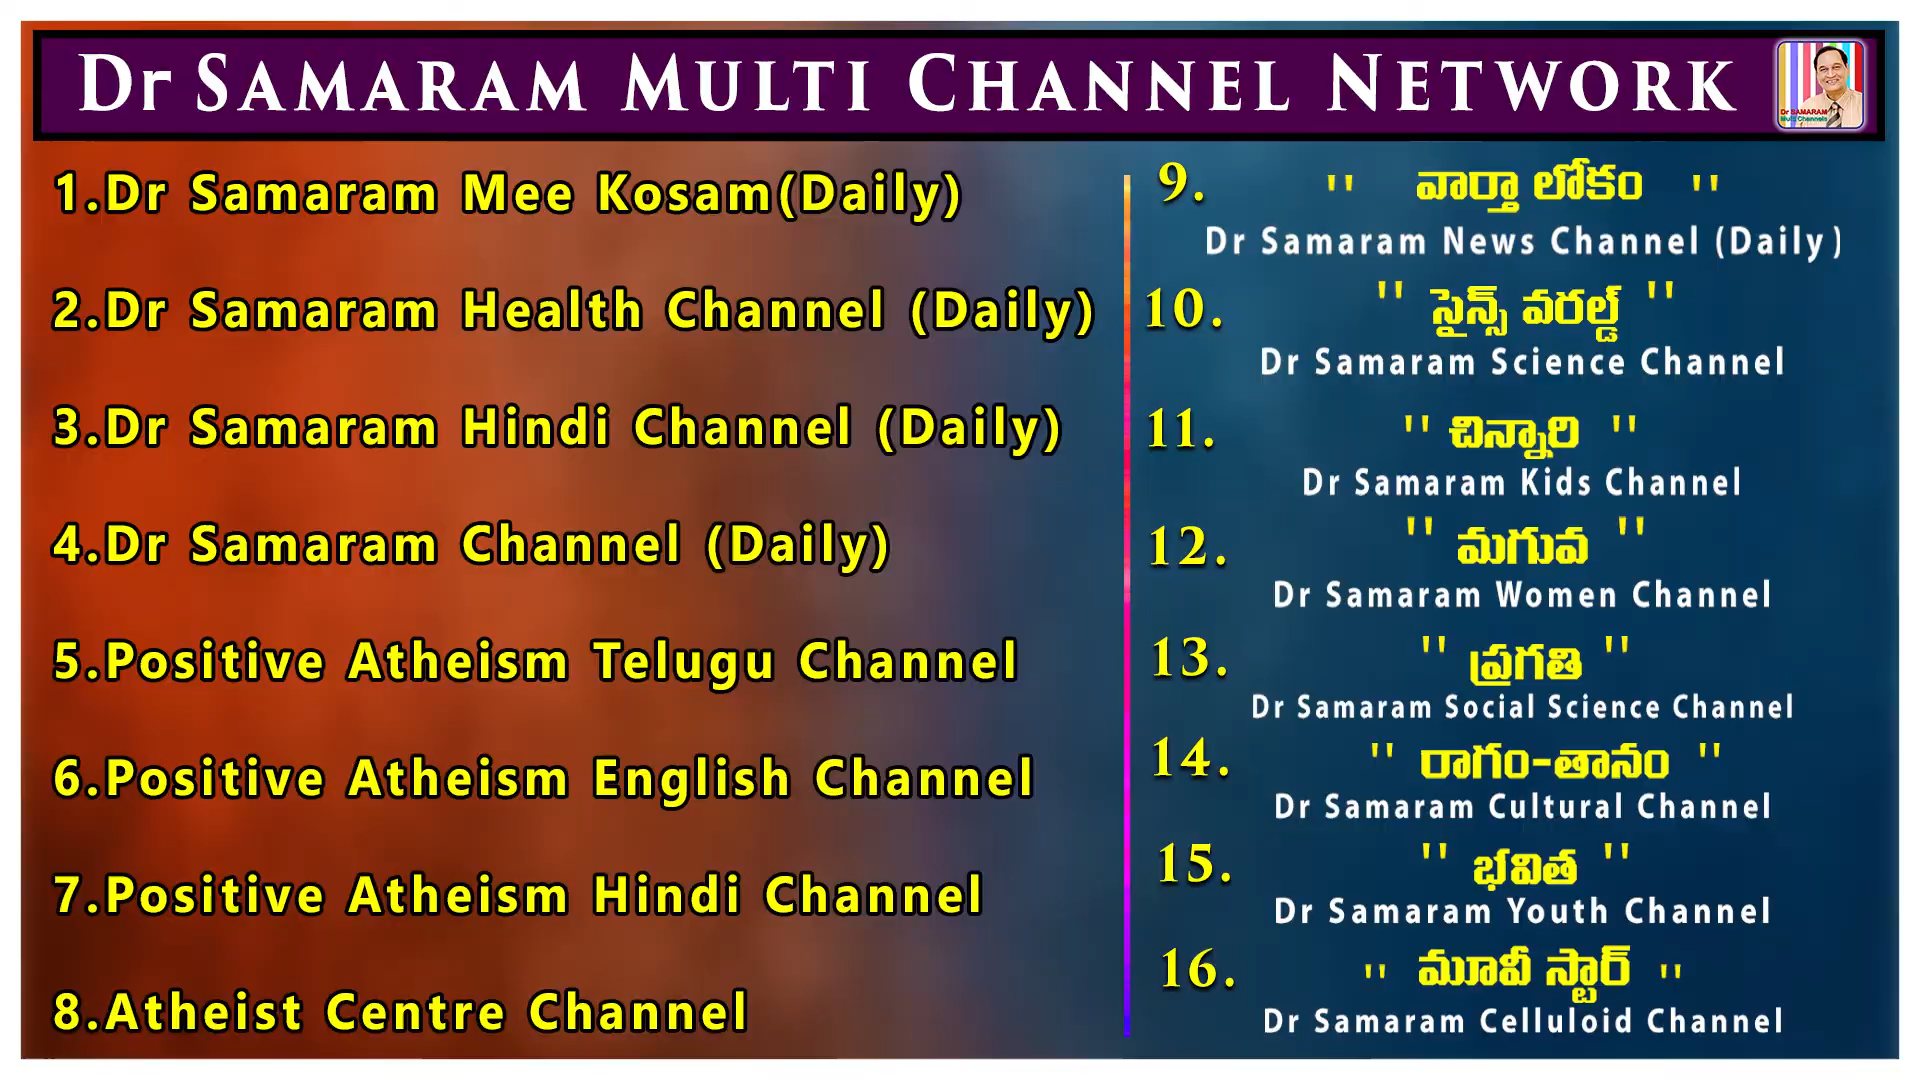 Dr SAMARAM MULTI CHANNEL NETWORK
Dr SAMARAM
Multi Channels
1.Dr Samaram Mee Kosam(Daily)
2.Dr Samaram Health Channel (Daily)
3.Dr Samaram Hindi Channel (Daily)
4.Dr Samaram Channel (Daily)
5.Positive Atheism Telugu Channel
6.Positive Atheism English Channel
7.Positive Atheism Hindi Channel
8.Atheist Centre Channel
9. '' వార్తా లోకం ''
Dr Samaram News Channel (Daily)
10. '' సైన్స్ వరల్డ్ ''
Dr Samaram Science Channel
11. '' చిన్నారి ''
Dr Samaram Kids Channel
12. '' మగువ ''
Dr Samaram Women Channel
13. '' ప్రగతి ''
Dr Samaram Social Science Channel
14. '' రాగం-తానం ''
Dr Samaram Cultural Channel
15. '' భవిత ''
Dr Samaram Youth Channel
16. '' మూవీ స్టార్ ''
Dr Samaram Celluloid Channel